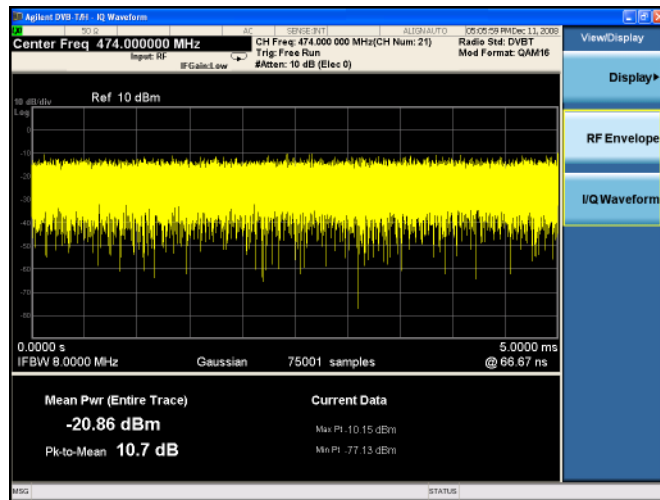 Agilent DVB-T/H - IQ Waveform
50 Ω AC SENSE:INT ALIGNAUTO 05:05:59 PM Dec 11, 2008
Center Freq 474.000000 MHz
Input: RF
IFGain:Low
CH Freq: 474.000 000 MHz(CH Num: 21)
Trig: Free Run
#Atten: 10 dB (Elec 0)
Radio Std: DVBT
Mod Format: QAM16
View/Display
Display
RF Envelope
I/Q Waveform
10 dB/div
Log
Ref 10 dBm
0
-10
-20
-30
-40
-50
-60
-70
-80
0.0000 s
5.0000 ms
IFBW 8.0000 MHz
Gaussian
75001 samples
@ 66.67 ns
Mean Pwr (Entire Trace)
-20.86 dBm
Pk-to-Mean 10.7 dB
Current Data
Max Pt -10.15 dBm
Min Pt -77.13 dBm
MSG
STATUS